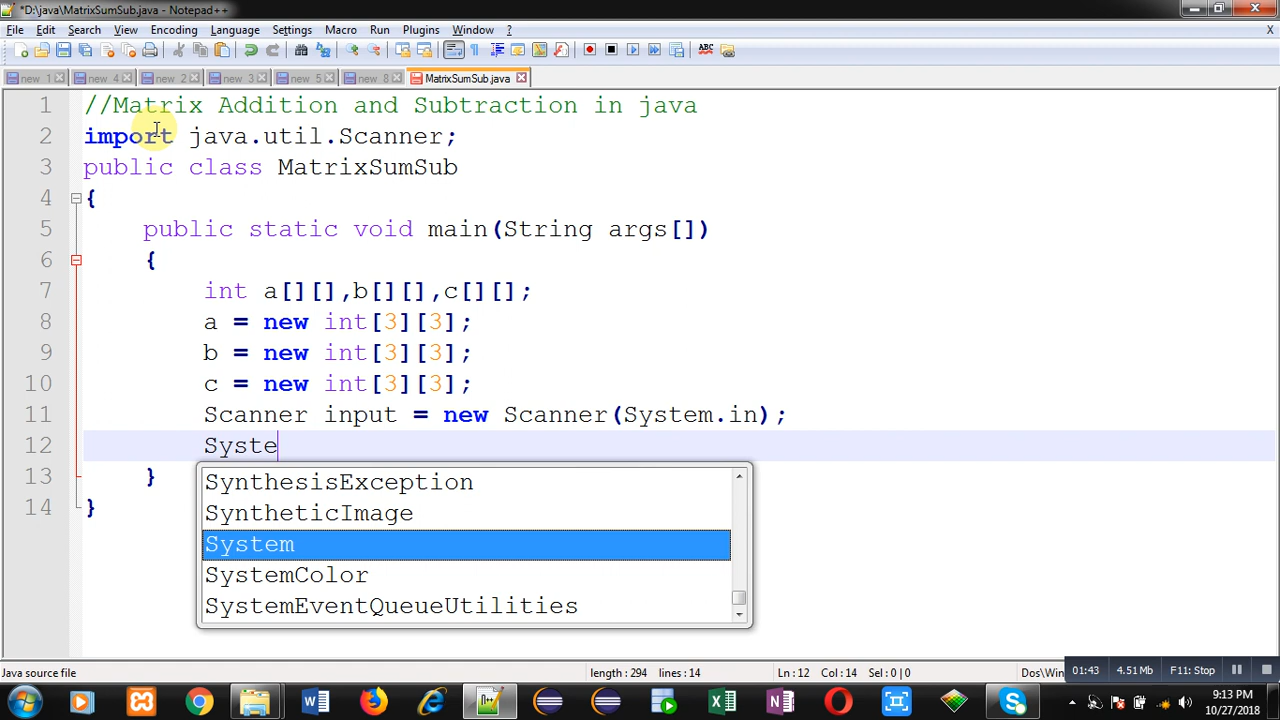 *D:\java\MatrixSumSub.java - Notepad++
File Edit Search View Encoding Language Settings Macro Run Plugins Window ? X
new 1 new 4 new 2 new 3 new 5 new 8 MatrixSumSub.java
1 //Matrix Addition and Subtraction in java
2 import java.util.Scanner;
3 public class MatrixSumSub
4 {
5 public static void main(String args[])
6 {
7 int a[][],b[][],c[][];
8 a = new int[3][3];
9 b = new int[3][3];
10 c = new int[3][3];
11 Scanner input = new Scanner(System.in);
12 Syste
13 }
14 }
SynthesisException
SyntheticImage
System
SystemColor
SystemEventQueueUtilities
Java source file length : 294 lines : 14 Ln : 12 Col : 14 Sel : 0 | 0 Dos\Win 01:43 4.51 Mb F11: Stop
9:13 PM
10/27/2018